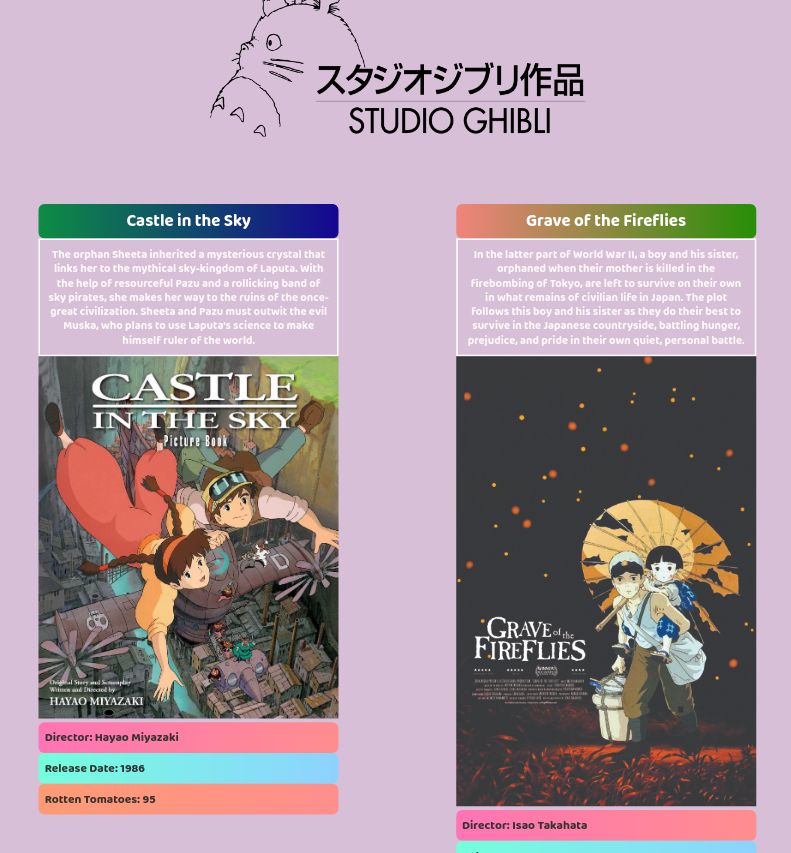 スタジオジブリ作品
STUDIO GHIBLI
Castle in the Sky
The orphan Sheeta inherited a mysterious crystal that
links her to the mythical sky-kingdom of Laputa. With
the help of resourceful Pazu and a rollicking band of
sky pirates, she makes her way to the ruins of the once-
great civilization. Sheeta and Pazu must outwit the evil
Muska, who plans to use Laputa's science to make
himself ruler of the world.
CASTLE
IN THE SKY
Picture Book
Original Story and Screenplay
Written and Directed by
HAYAO MIYAZAKI
Director: Hayao Miyazaki
Release Date: 1986
Rotten Tomatoes: 95
Grave of the Fireflies
In the latter part of World War II, a boy and his sister,
orphaned when their mother is killed in the
firebombing of Tokyo, are left to survive on their own
in what remains of civilian life in Japan. The plot
follows this boy and his sister as they do their best to
survive in the Japanese countryside, battling hunger,
prejudice, and pride in their own quiet, personal battle.
GRAVE of the
FIREFLIES
Director: Isao Takahata